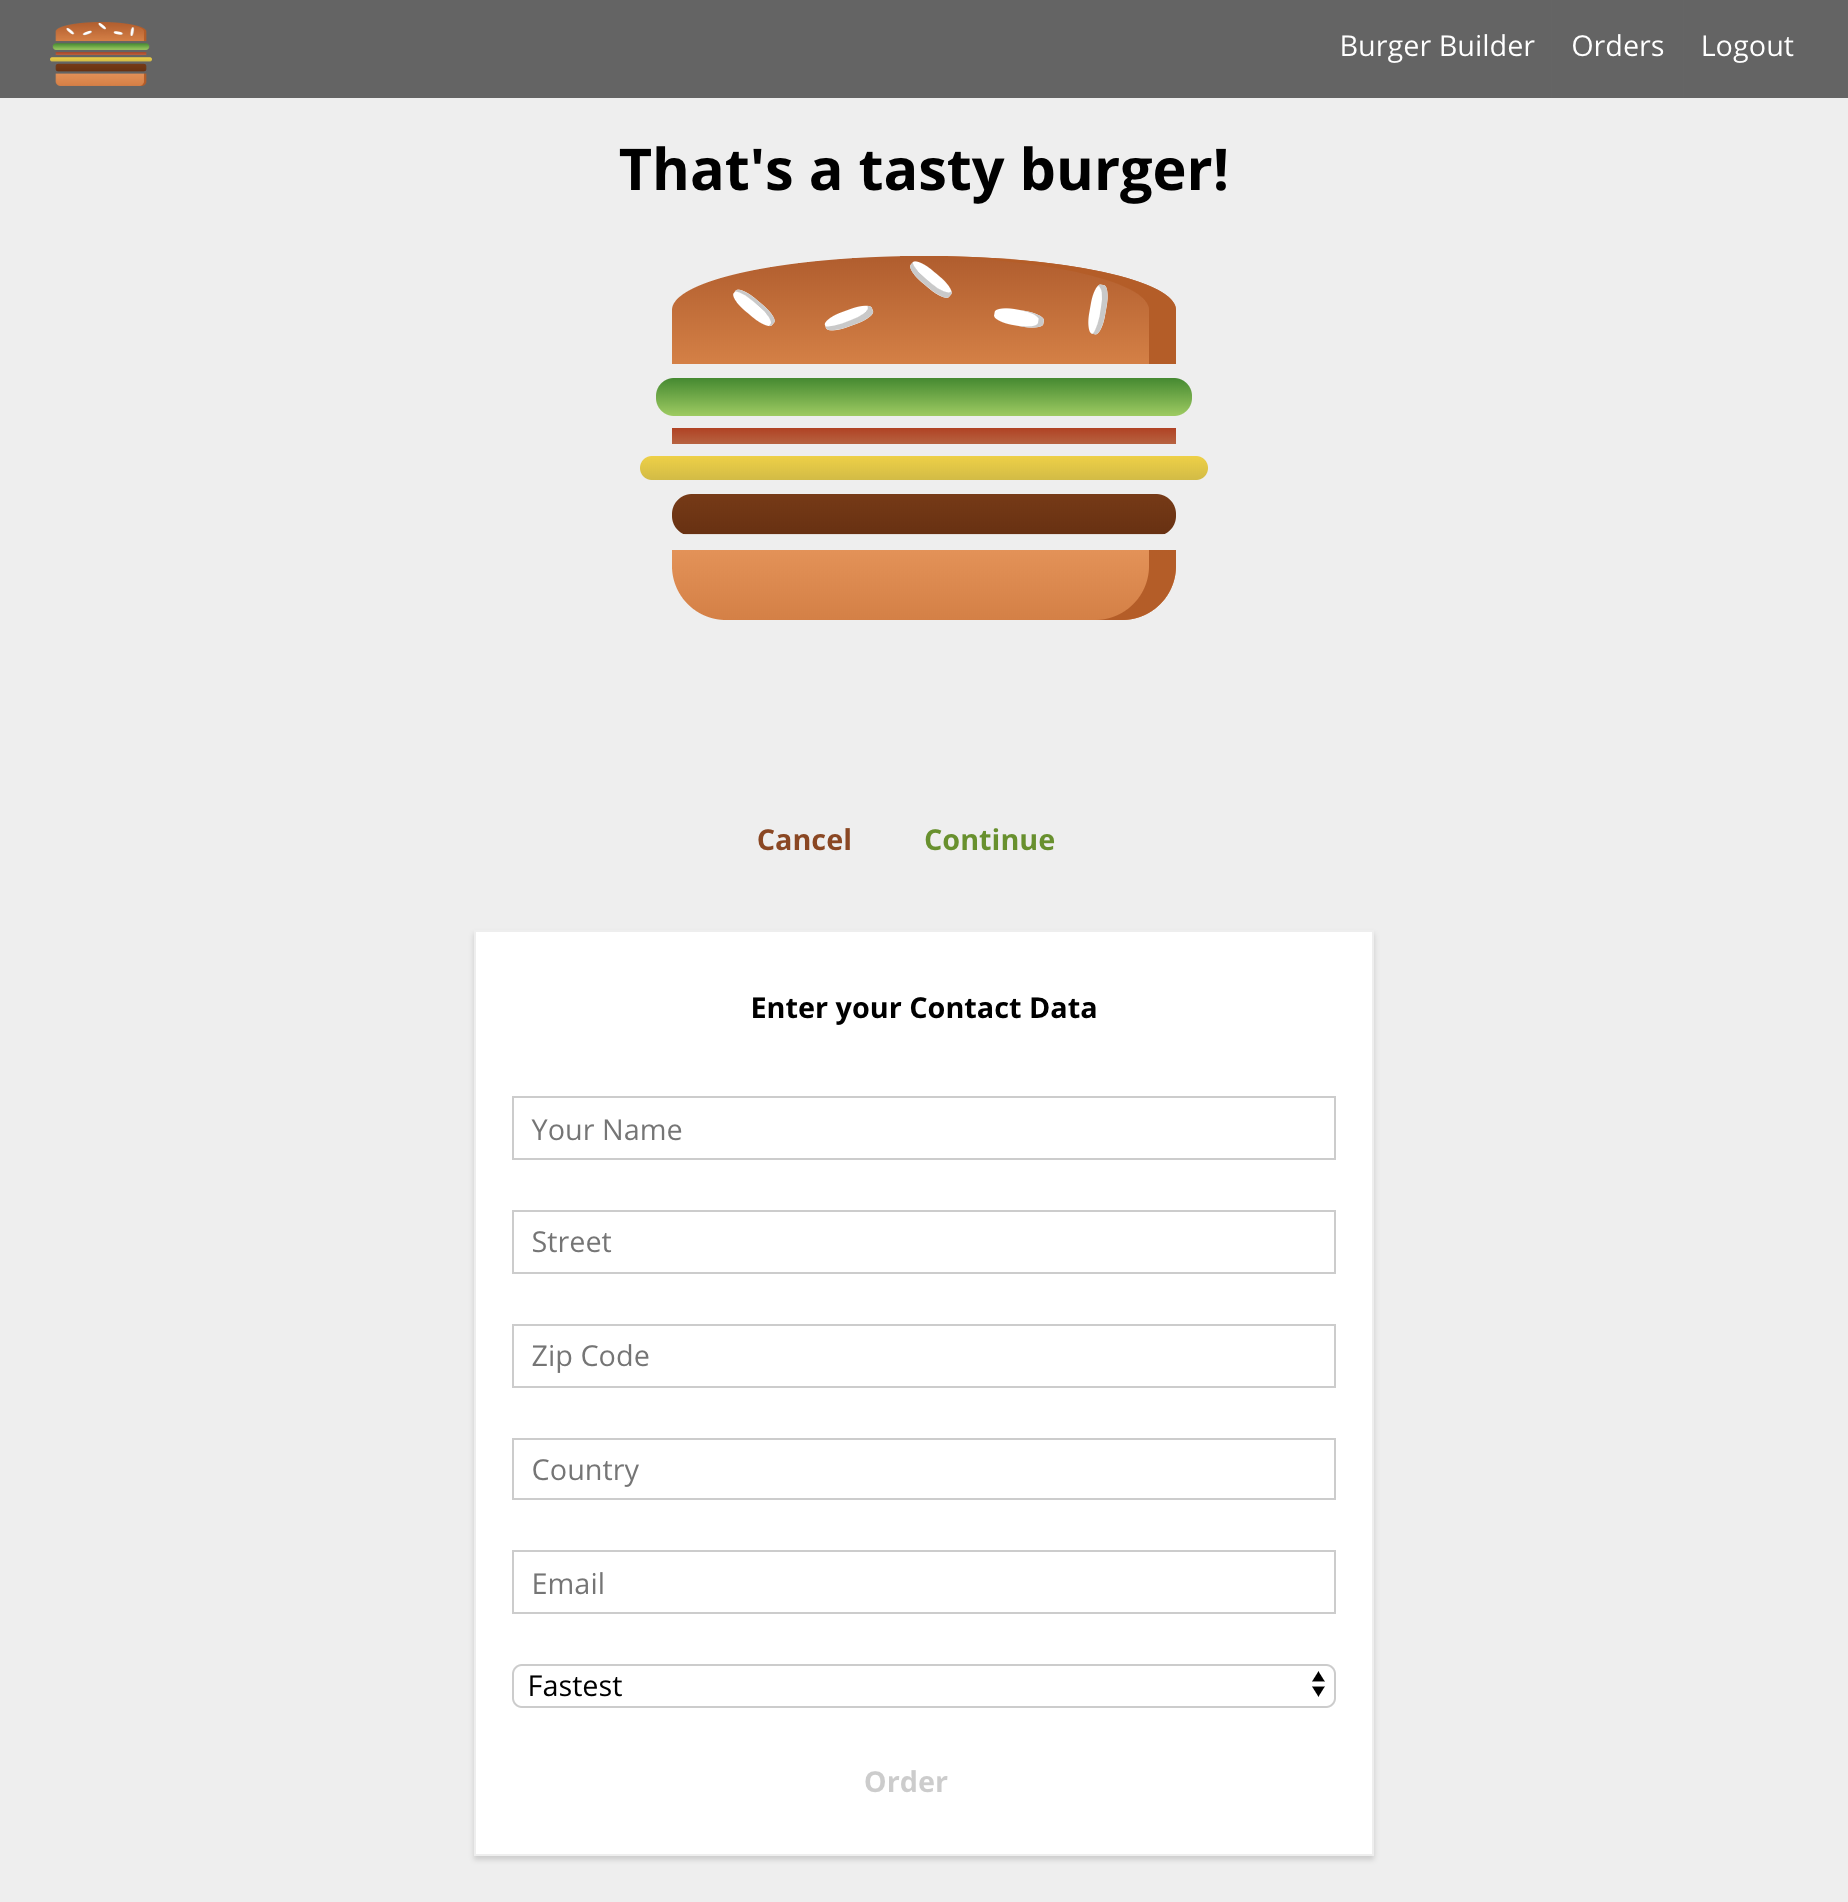 Burger Builder Orders Logout
That's a tasty burger!
Cancel Continue
Enter your Contact Data
Your Name
Street
Zip Code
Country
Email
Fastest
Order